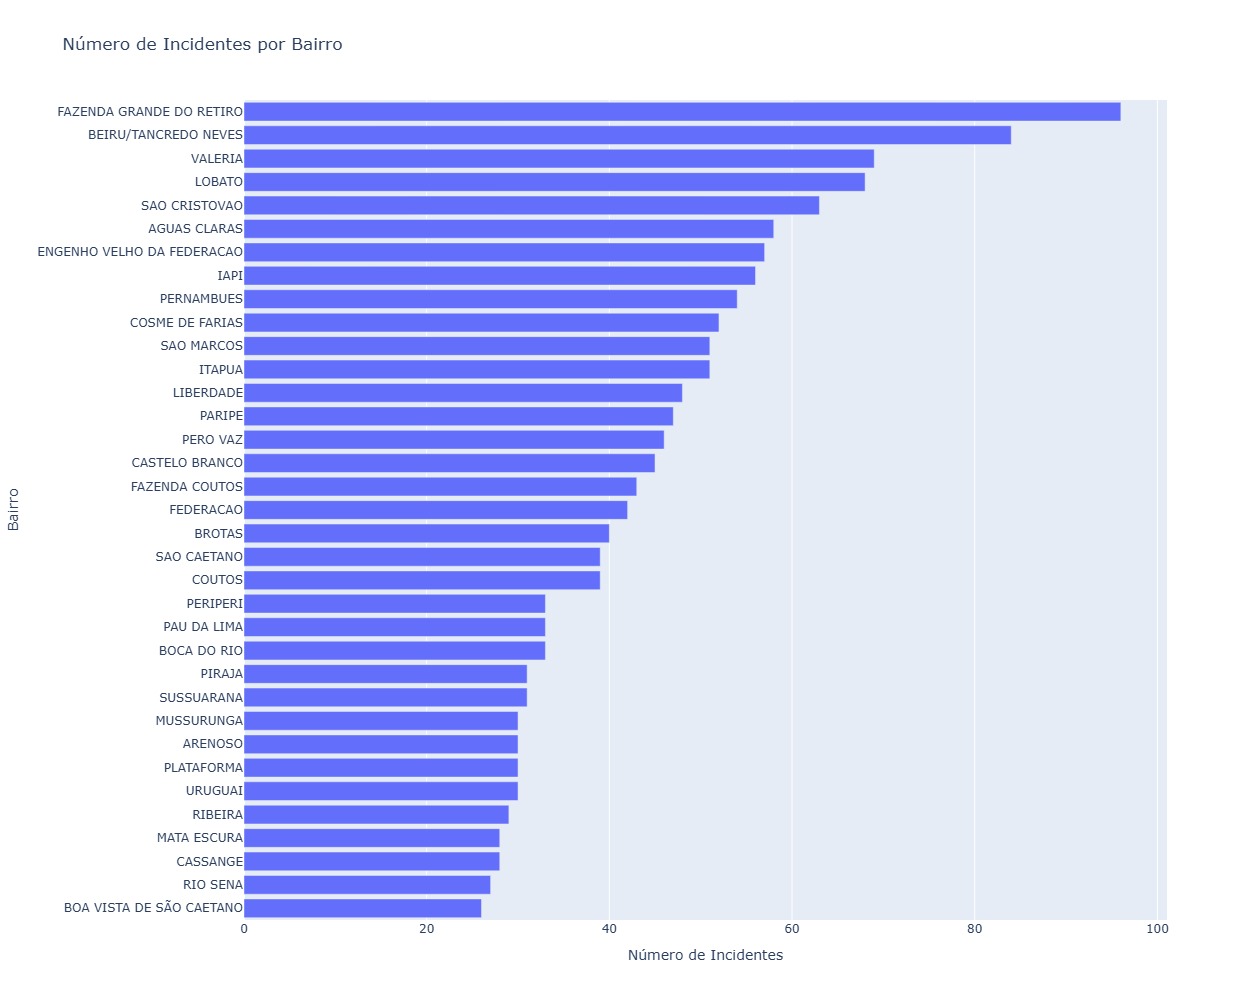 Número de Incidentes por Bairro
FAZENDA GRANDE DO RETIRO
BEIRU/TANCREDO NEVES
VALERIA
LOBATO
SAO CRISTOVAO
AGUAS CLARAS
ENGENHO VELHO DA FEDERACAO
IAPI
PERNAMBUES
COSME DE FARIAS
SAO MARCOS
ITAPUA
LIBERDADE
PARIPE
PERO VAZ
CASTELO BRANCO
FAZENDA COUTOS
FEDERACAO
BROTAS
SAO CAETANO
COUTOS
PERIPERI
PAU DA LIMA
BOCA DO RIO
PIRAJA
SUSSUARANA
MUSSURUNGA
ARENOSO
PLATAFORMA
URUGUAI
RIBEIRA
MATA ESCURA
CASSANGE
RIO SENA
BOA VISTA DE SÃO CAETANO
Bairro
0 20 40 60 80 100
Número de Incidentes